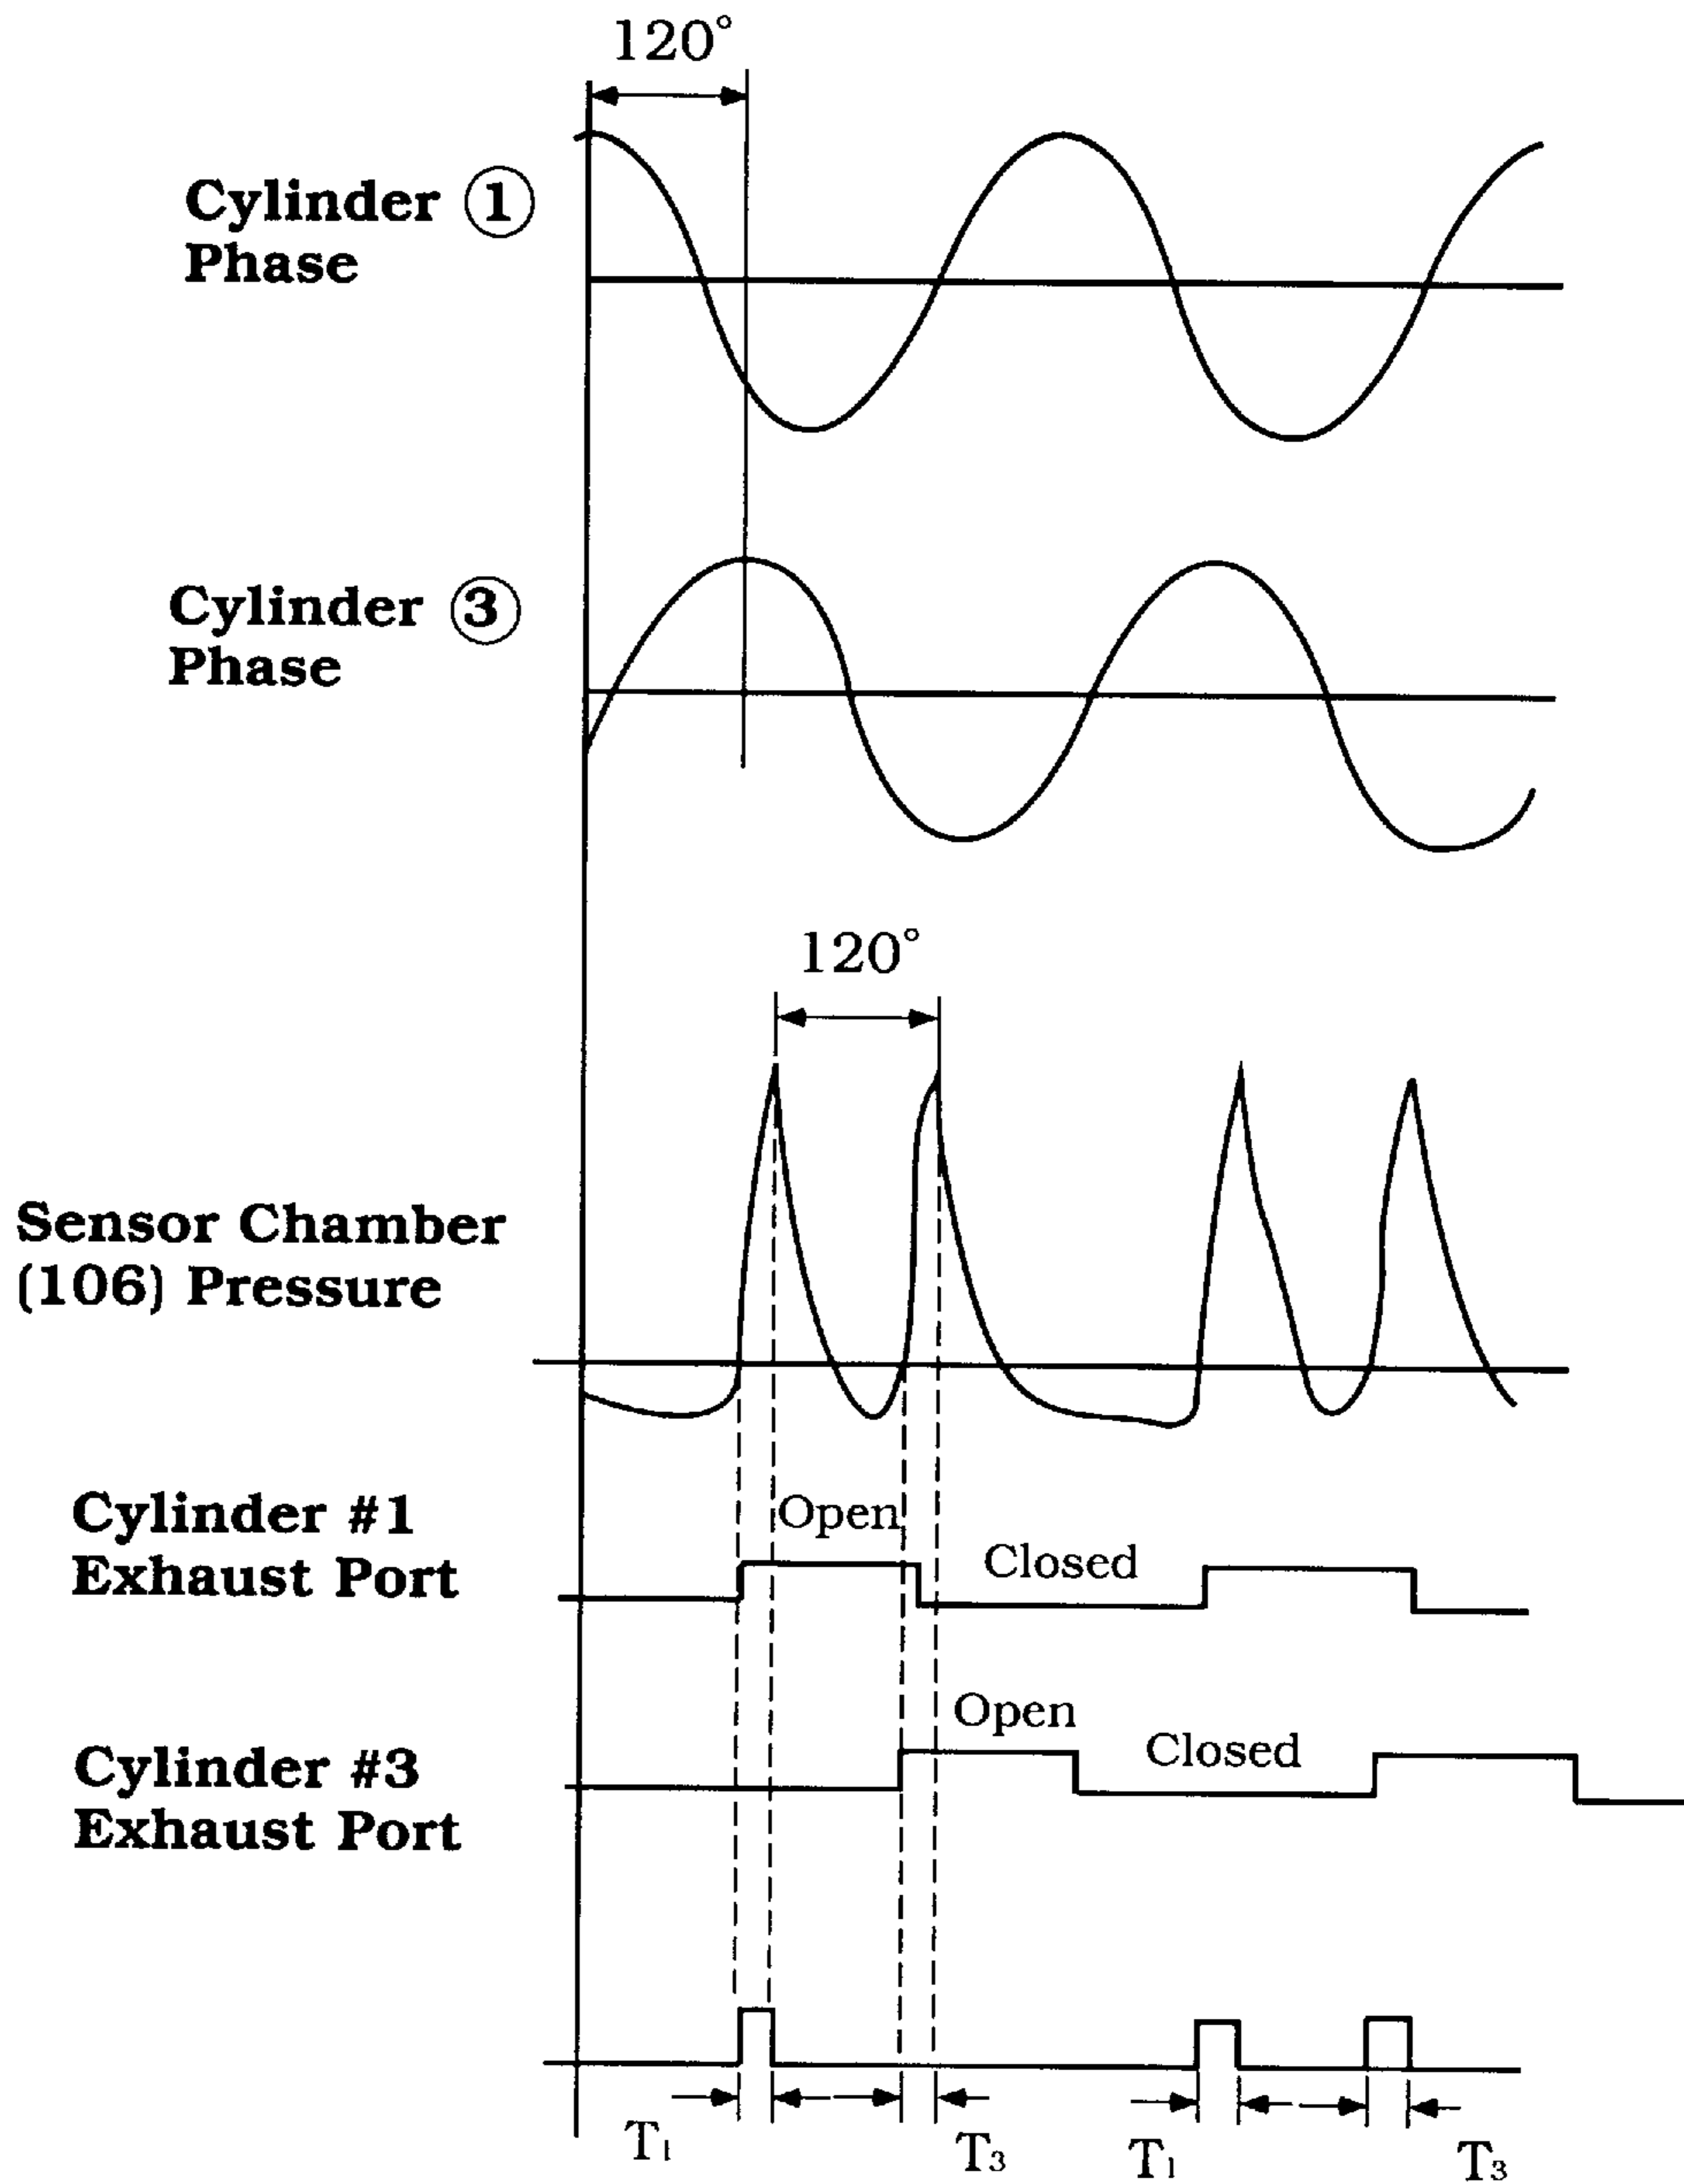 120°
Cylinder ①
Phase
Cylinder ③
Phase
120°
Sensor Chamber
(106) Pressure
Cylinder #1
Exhaust Port
Open
Closed
Cylinder #3
Exhaust Port
Open
Closed
T₁
T₃
T₁
T₃